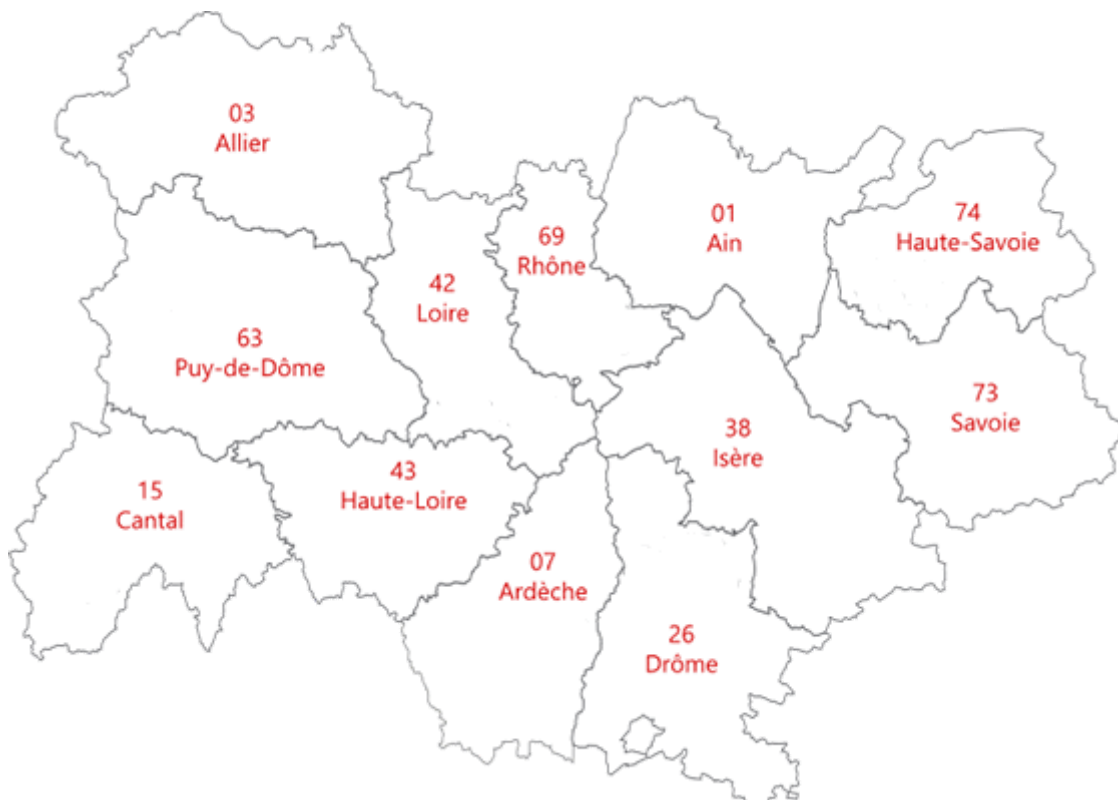 03
Allier
01
Ain
74
Haute-Savoie
69
Rhône
42
Loire
63
Puy-de-Dôme
73
Savoie
38
Isère
43
Haute-Loire
15
Cantal
07
Ardèche
26
Drôme